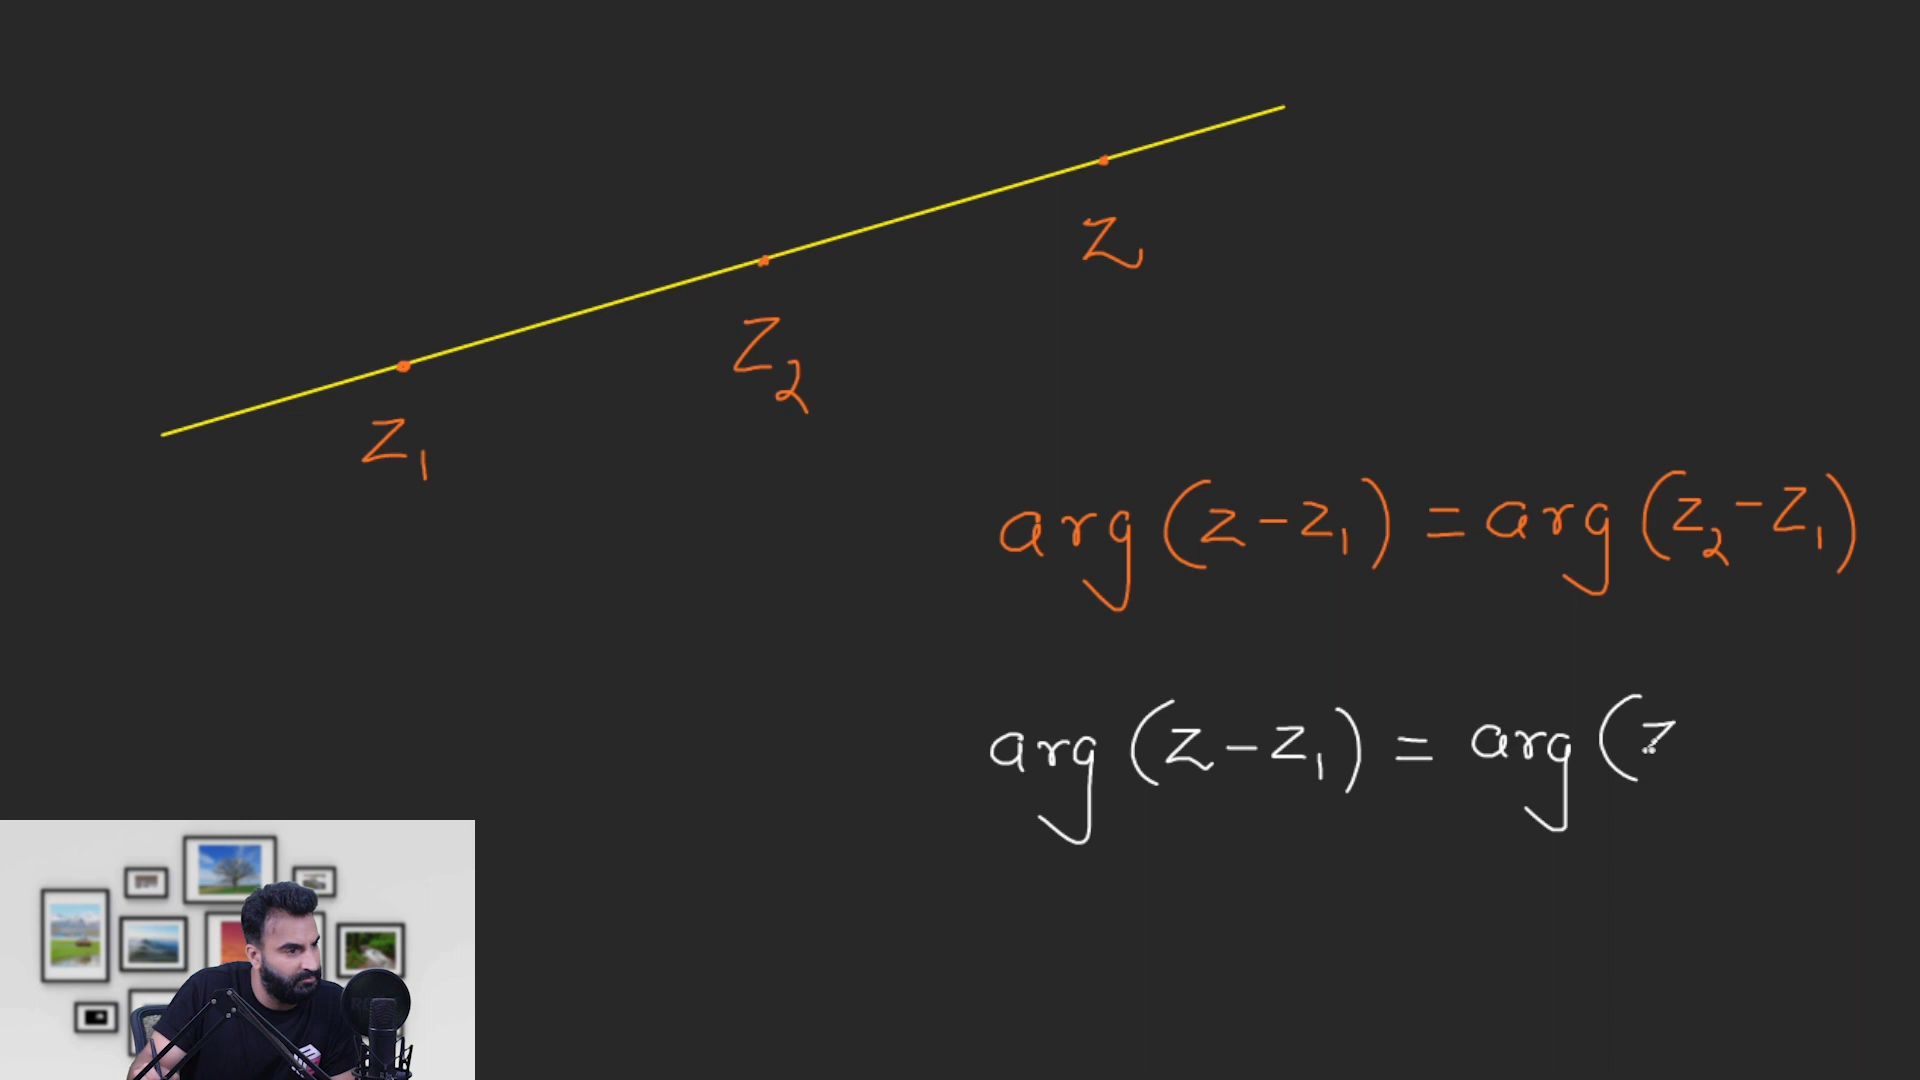 Z
Z₂
Z₁
arg (z - z₁) = arg (z₂ - z₁)
arg (z - z₁) = arg (z